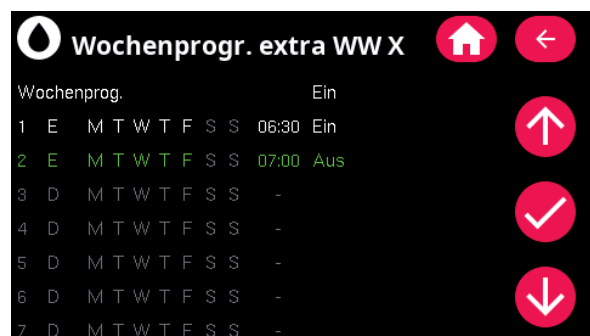 Wochenprogr. extra WW X
Wochenprog. Ein
1 E M T W T F S S 06:30 Ein
2 E M T W T F S S 07:00 Aus
3 D M T W T F S S -
4 D M T W T F S S -
5 D M T W T F S S -
6 D M T W T F S S -
7 D M T W T F S S -